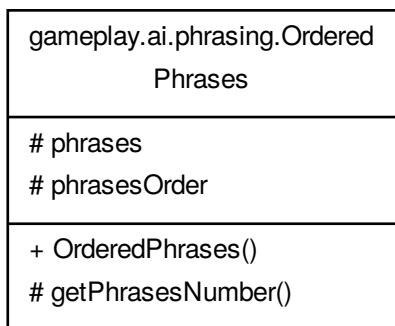 gameplay.ai.phrasing.Ordered
Phrases
# phrases
# phrasesOrder
+ OrderedPhrases()
# getPhrasesNumber()